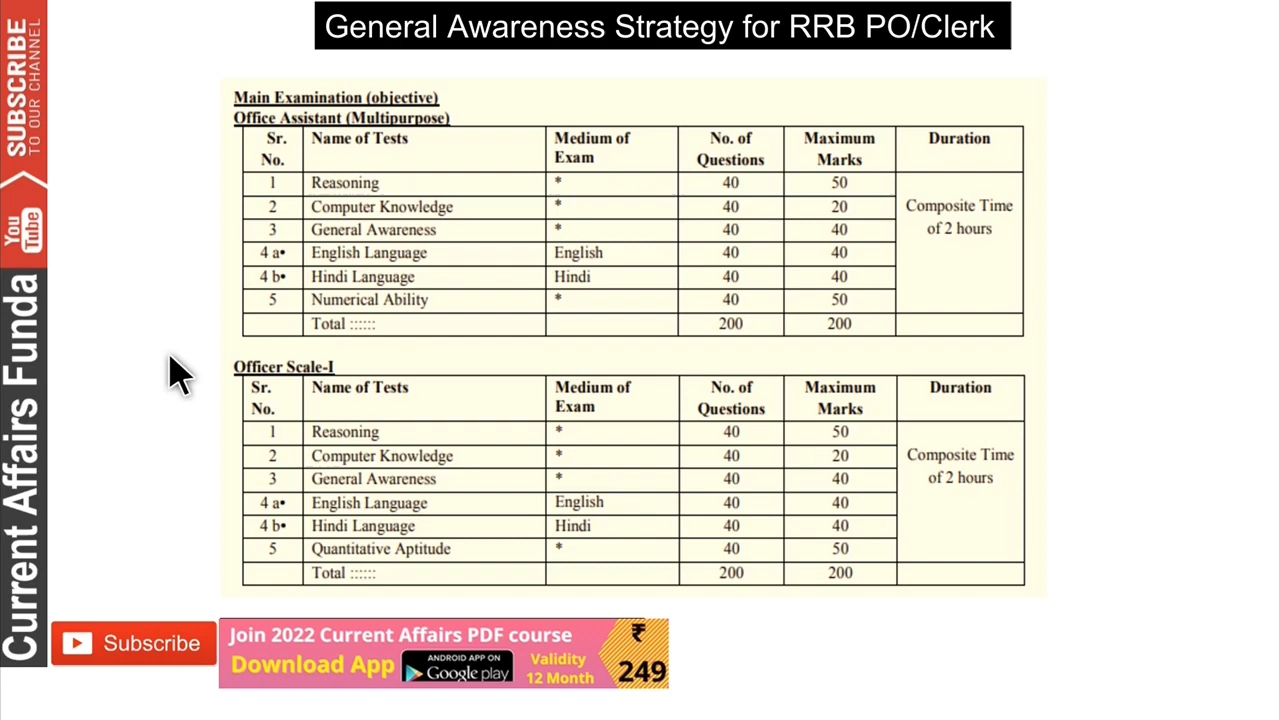 General Awareness Strategy for RRB PO/Clerk
SUBSCRIBE
TO OUR CHANNEL
You
Tube
Current Affairs Funda
Main Examination (objective)
Office Assistant (Multipurpose)
Sr. No. Name of Tests Medium of Exam No. of Questions Maximum Marks Duration
1 Reasoning * 40 50 Composite Time of 2 hours
2 Computer Knowledge * 40 20
3 General Awareness * 40 40
4 a• English Language English 40 40
4 b• Hindi Language Hindi 40 40
5 Numerical Ability * 40 50
Total :::::: 200 200
Officer Scale-I
Sr. No. Name of Tests Medium of Exam No. of Questions Maximum Marks Duration
1 Reasoning * 40 50 Composite Time of 2 hours
2 Computer Knowledge * 40 20
3 General Awareness * 40 40
4 a• English Language English 40 40
4 b• Hindi Language Hindi 40 40
5 Quantitative Aptitude * 40 50
Total :::::: 200 200
Subscribe
Join 2022 Current Affairs PDF course
Download App
ANDROID APP ON
Google play
Validity
12 Month
₹
249